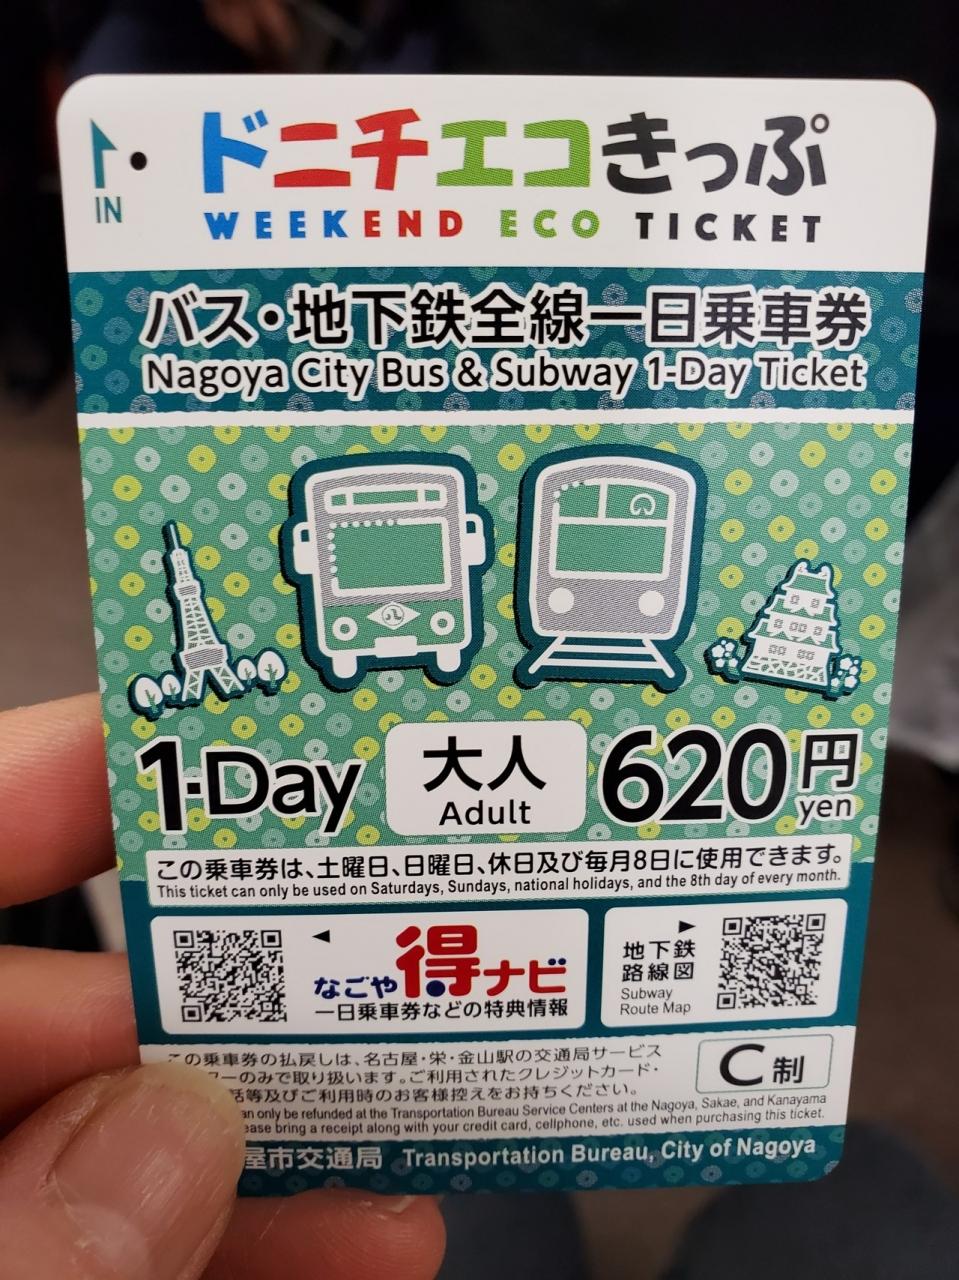 ドニチエコきっぷ
IN
WEEKEND ECO TICKET
バス・地下鉄全線一日乗車券
Nagoya City Bus & Subway 1-Day Ticket
1-Day 大人 620円
Adult yen
この乗車券は、土曜日、日曜日、休日及び毎月8日に使用できます。
This ticket can only be used on Saturdays, Sundays, national holidays, and the 8th day of every month.
なごや得ナビ
一日乗車券などの特典情報
地下鉄
路線図
Subway
Route Map
この乗車券の払戻しは、名古屋・栄・金山駅の交通局サービス
ーのみで取り扱います。ご利用されたクレジットカード・
話等及びご利用時のお客様控えをお持ちください。
C制
an only be refunded at the Transportation Bureau Service Centers at the Nagoya, Sakae, and Kanayama
ease bring a receipt along with your credit card, cellphone, etc. used when purchasing this ticket.
屋市交通局 Transportation Bureau, City of Nagoya